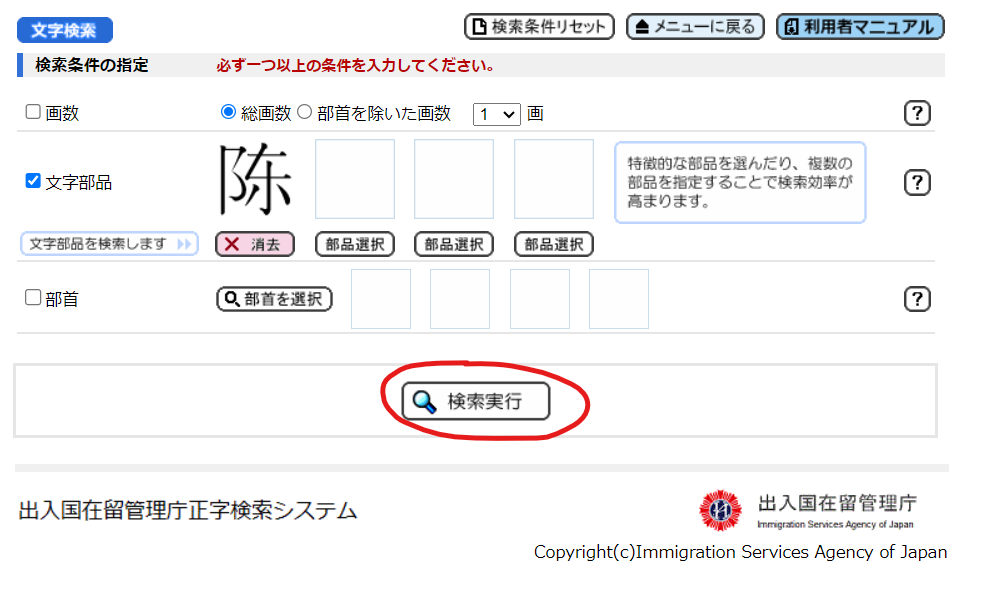 文字検索
検索条件リセット
メニューに戻る
利用者マニュアル
検索条件の指定
必ず一つ以上の条件を入力してください。
画数
総画数 部首を除いた画数 1 画
?
文字部品
陈
特徴的な部品を選んだり、複数の
部品を指定することで検索効率が
高まります。
?
文字部品を検索します
消去
部品選択
部品選択
部品選択
部首
部首を選択
?
検索実行
出入国在留管理庁正字検索システム
出入国在留管理庁
Immigration Services Agency of Japan
Copyright(c)Immigration Services Agency of Japan